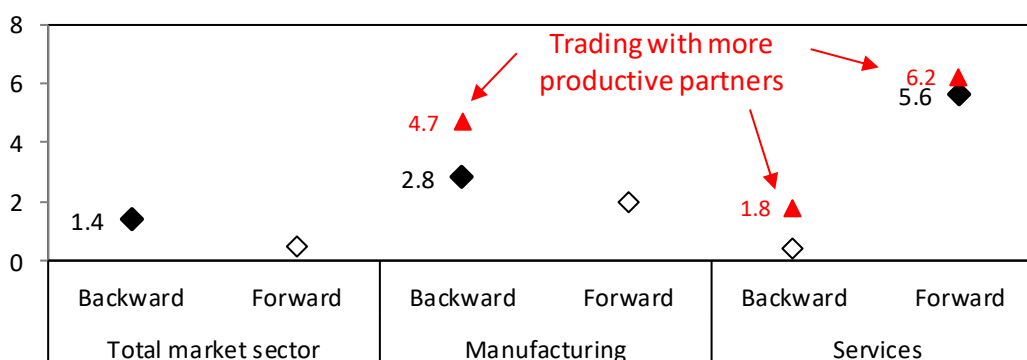 8
Trading with more
productive partners
6
6.2
5.6
4.7
4
2.8
2
1.8
1.4
0
Backward Forward Backward Forward Backward Forward
Total market sector Manufacturing Services